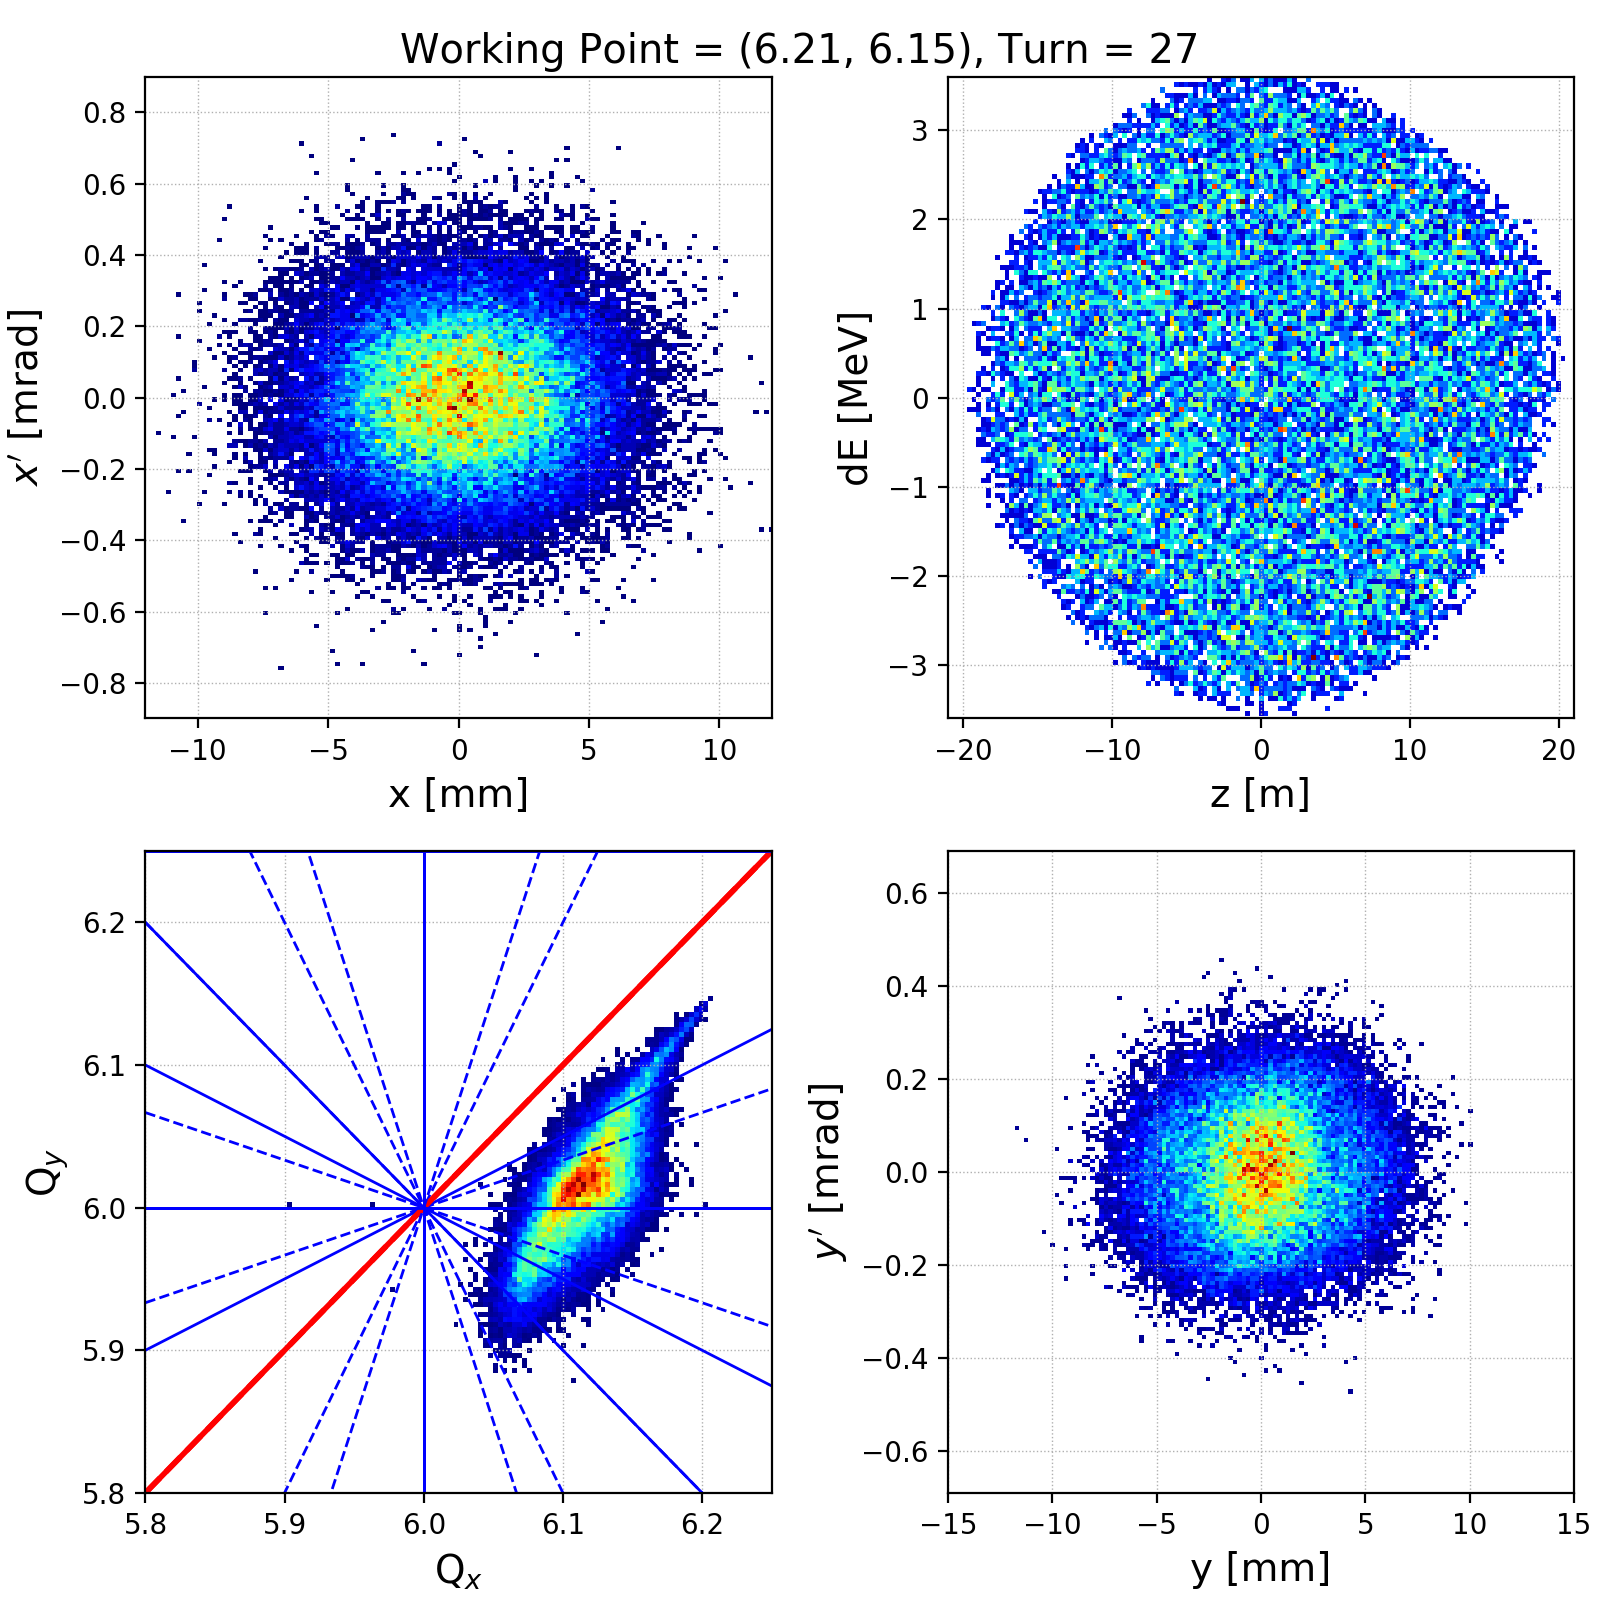 Working Point = (6.21, 6.15), Turn = 27
0.8
0.6
0.4
0.2
0.0
−0.2
−0.4
−0.6
−0.8
x′ [mrad]
−10 −5 0 5 10
x [mm]
3
2
1
0
−1
−2
−3
dE [MeV]
−20 −10 0 10 20
z [m]
6.2
6.1
6.0
5.9
5.8
Qy
5.8 5.9 6.0 6.1 6.2
Qx
0.6
0.4
0.2
0.0
−0.2
−0.4
−0.6
y′ [mrad]
−15 −10 −5 0 5 10 15
y [mm]